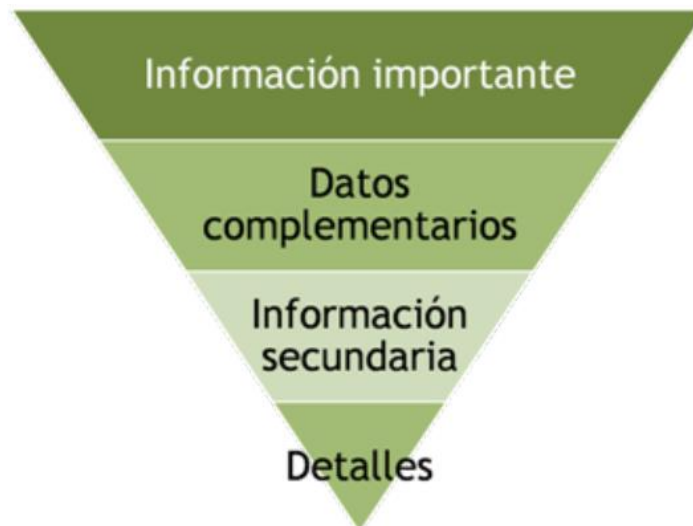 Información importante
Datos
complementarios
Información
secundaria
Detalles